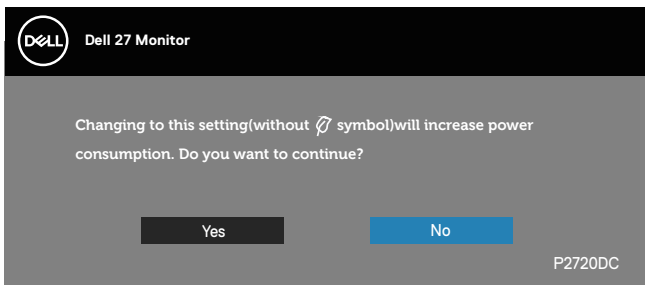 DELL
Dell 27 Monitor
Changing to this setting(without symbol)will increase power
consumption. Do you want to continue?
Yes No
P2720DC